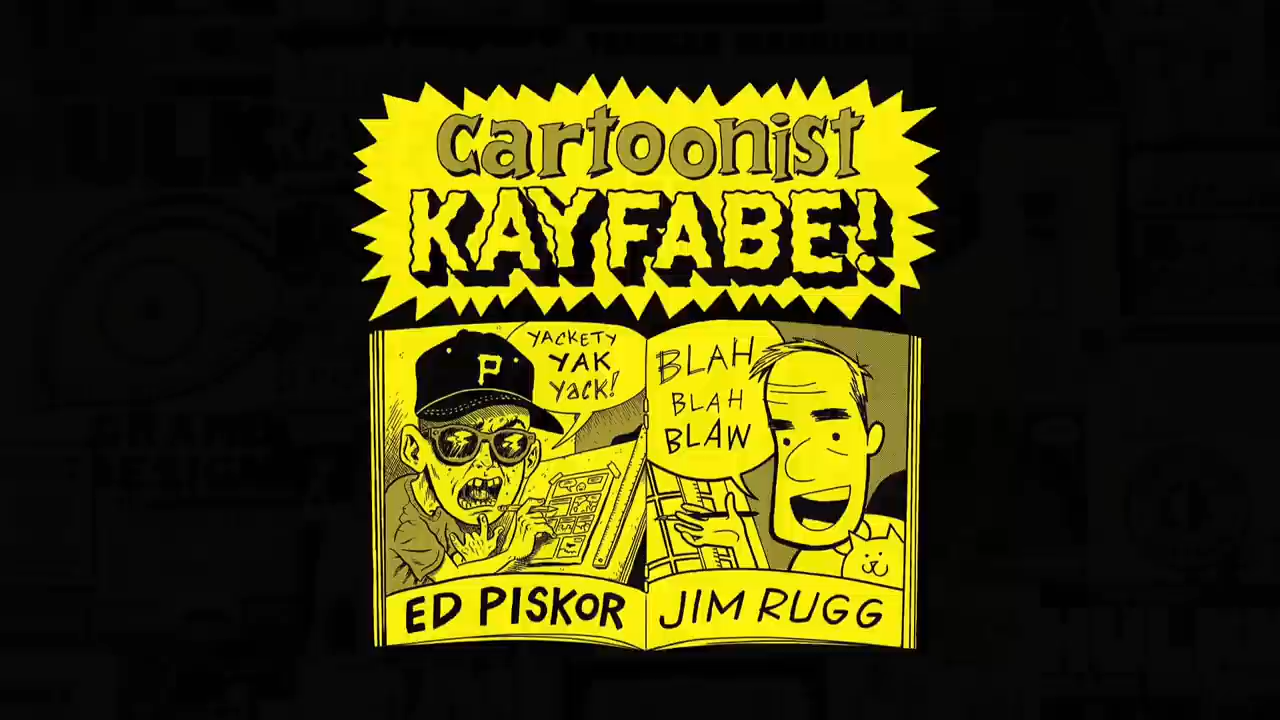 cartoonist
KAYFABE!
YACKETY
YAK
YACK!
BLAH
BLAH
BLAW
P
ED PISKOR
JIM RUGG